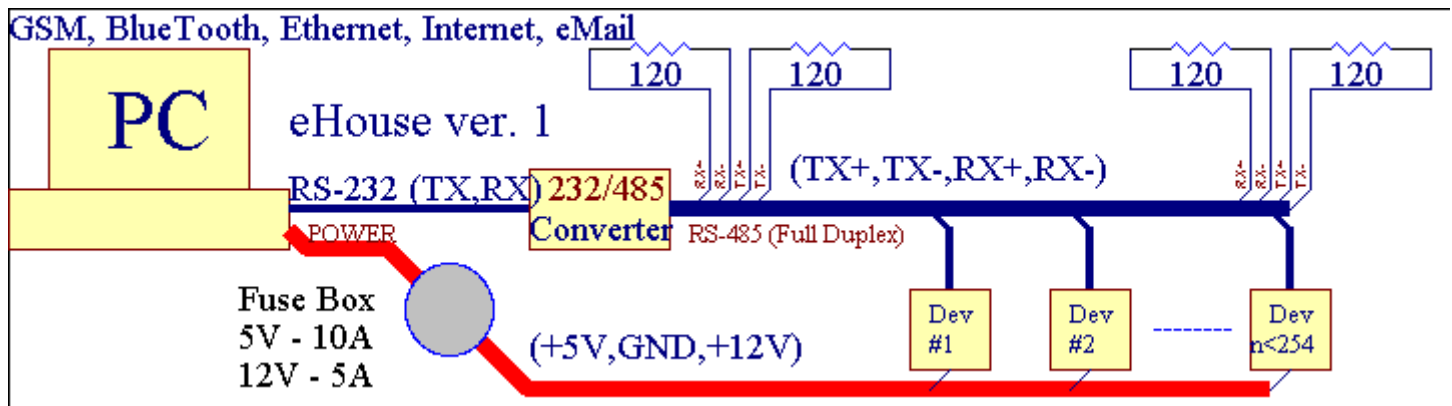 GSM, BlueTooth, Ethernet, Internet, eMail
PC
eHouse ver. 1
120
120
120
120
RX+
RX-
TX+
TX-
RX+
RX-
TX+
TX-
RS-232 (TX,RX)
232/485
Converter
(TX+,TX-,RX+,RX-)
RS-485 (Full Duplex)
POWER
Fuse Box
5V - 10A
12V - 5A
(+5V,GND,+12V)
Dev
#1
Dev
#2
--------
Dev
n<254